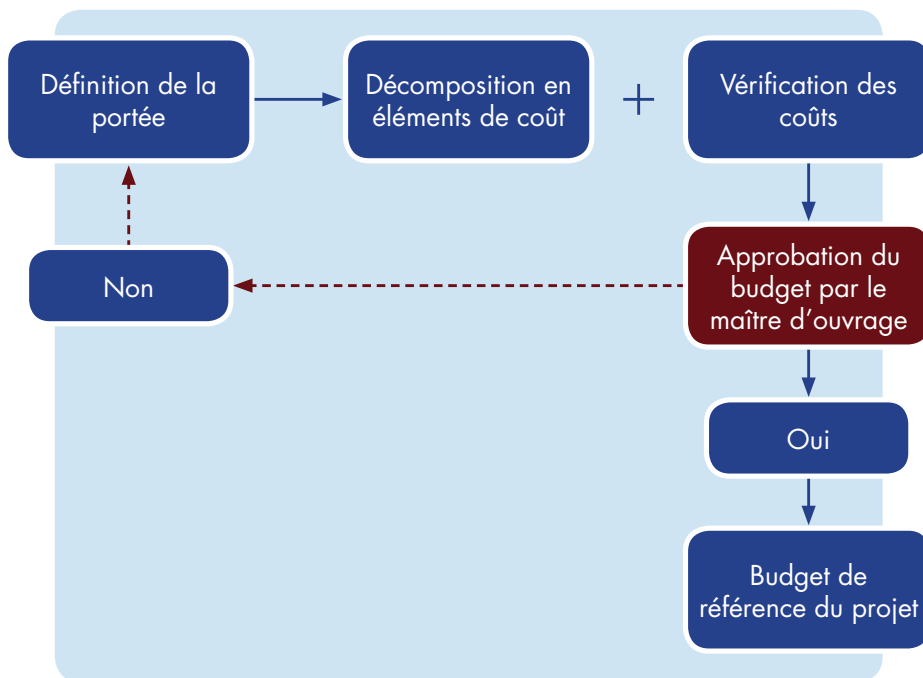 Définition de la
portée
Décomposition en
éléments de coût
+
Vérification des
coûts
Approbation du
budget par le
maître d’ouvrage
Non
Oui
Budget de
référence du projet